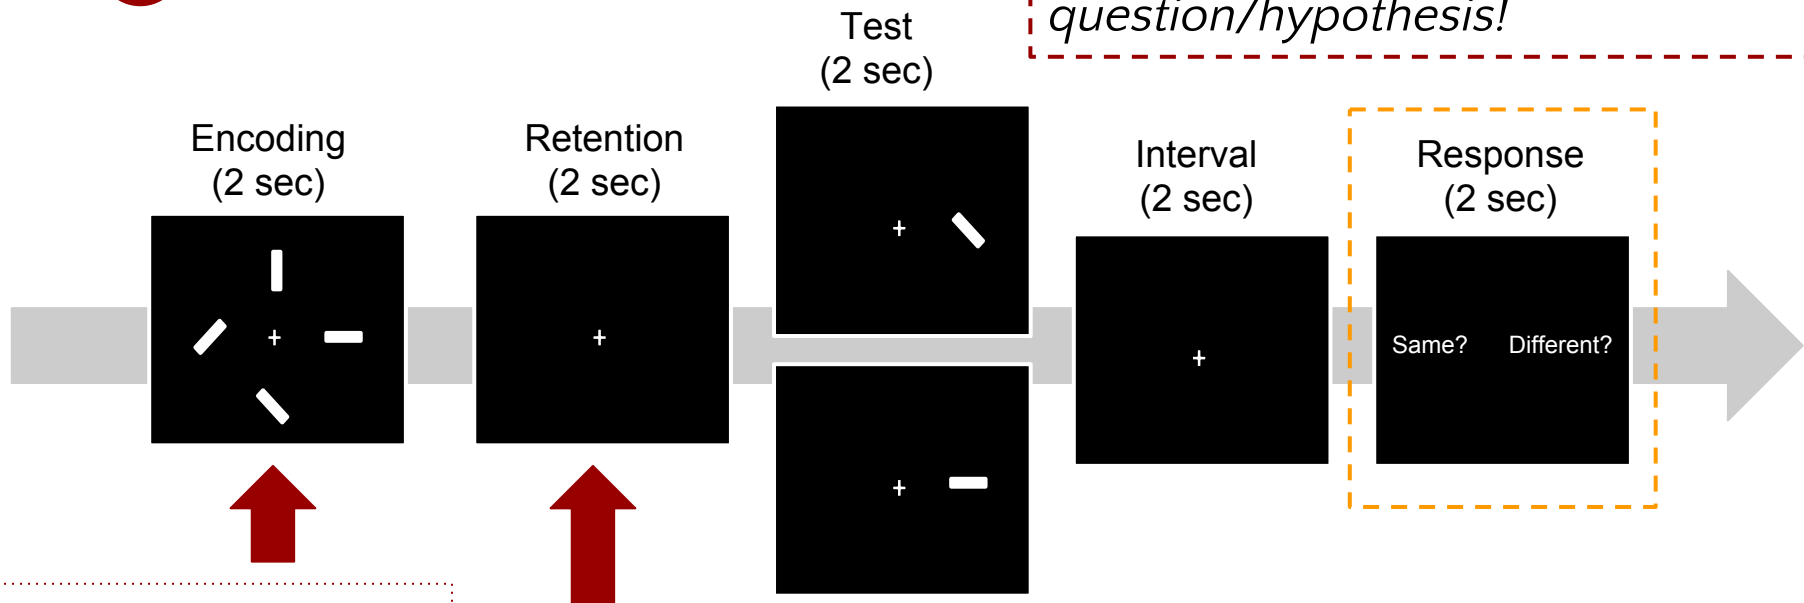 question/hypothesis!
Test
(2 sec)
Encoding
(2 sec)
Retention
(2 sec)
Interval
(2 sec)
Response
(2 sec)
Same? Different?